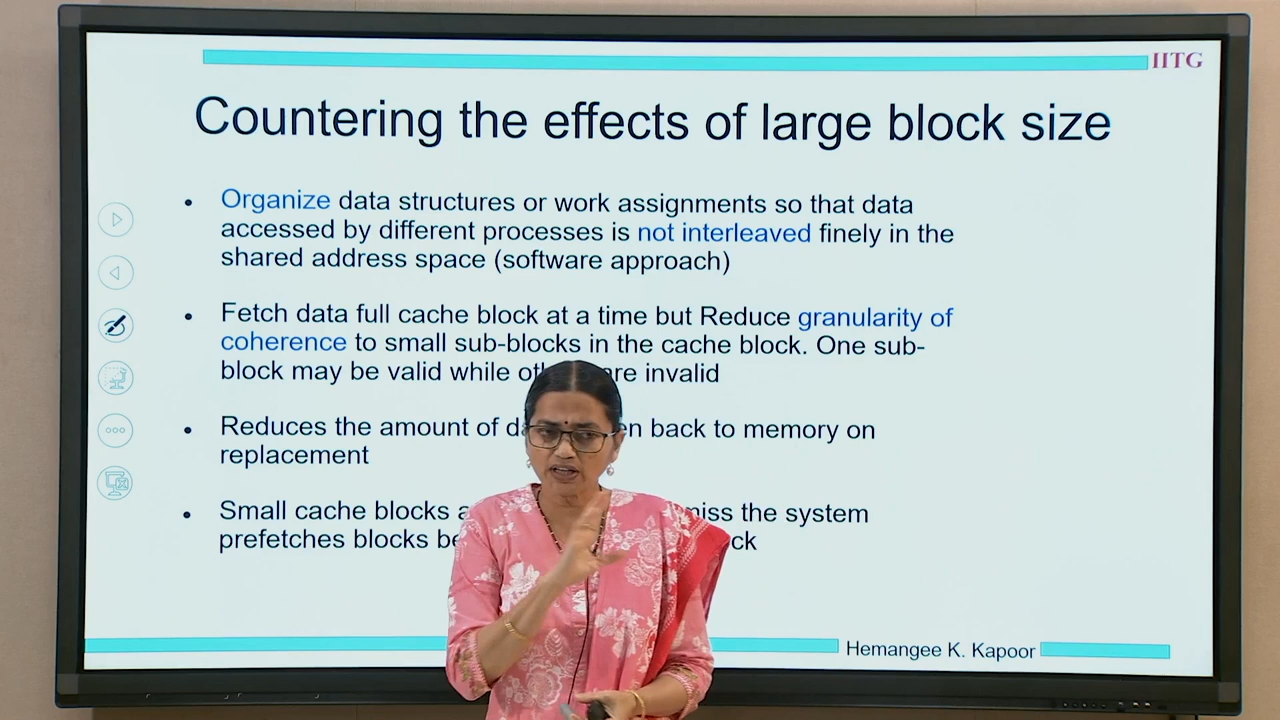 IITG
Countering the effects of large block size
• Organize data structures or work assignments so that data
accessed by different processes is not interleaved finely in the
shared address space (software approach)
• Fetch data full cache block at a time but Reduce granularity of
coherence to small sub-blocks in the cache block. One sub-
block may be valid while are invalid
• Reduces the amount of back to memory on
replacement
• Small cache blocks the system
prefetches blocks
Hemangee K. Kapoor